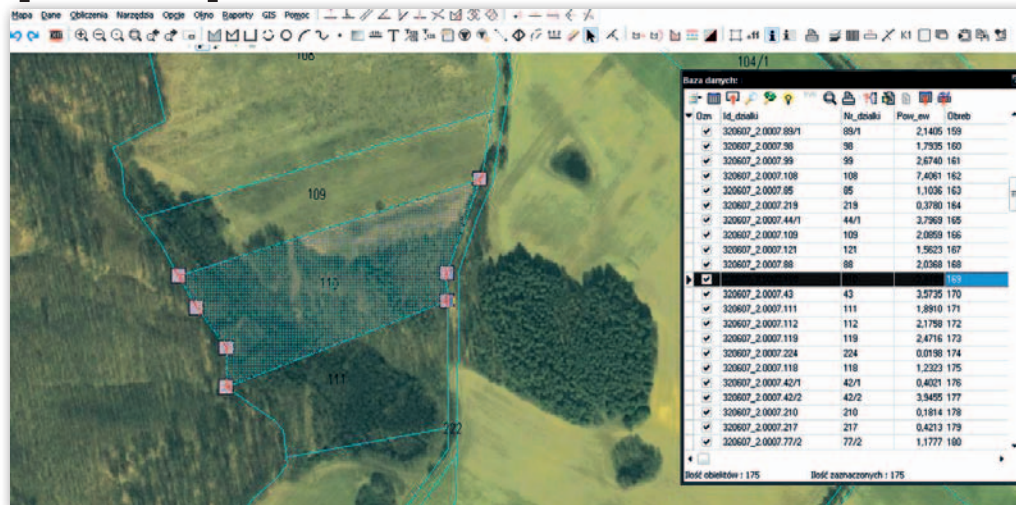 Mapa Dane Obliczenia Narzędzia Opcje Okno Raporty GIS Pomoc
K1
108
104/1
109
110
111
222
Baza danych:
Ozn Id_dzialki Nr_dzialki Pow_ew Obreb
320607_2.0007.89/1 89/1 2,1405 159
320607_2.0007.98 98 1,7935 160
320607_2.0007.99 99 2,6740 161
320607_2.0007.108 108 7,4061 162
320607_2.0007.85 85 1,1036 163
320607_2.0007.219 219 0,3780 164
320607_2.0007.44/1 44/1 3,7969 165
320607_2.0007.109 109 2,0859 166
320607_2.0007.121 121 1,5623 167
320607_2.0007.88 88 2,0368 168
169
320607_2.0007.43 43 3,5735 170
320607_2.0007.111 111 1,8910 171
320607_2.0007.112 112 2,1758 172
320607_2.0007.119 119 2,4716 173
320607_2.0007.224 224 0,0198 174
320607_2.0007.118 118 1,2323 175
320607_2.0007.42/1 42/1 0,4021 176
320607_2.0007.42/2 42/2 3,9455 177
320607_2.0007.210 210 0,1814 178
320607_2.0007.217 217 0,4213 179
320607_2.0007.77/2 77/2 1,1777 180
Ilość obiektów : 175 Ilość zaznaczonych : 175